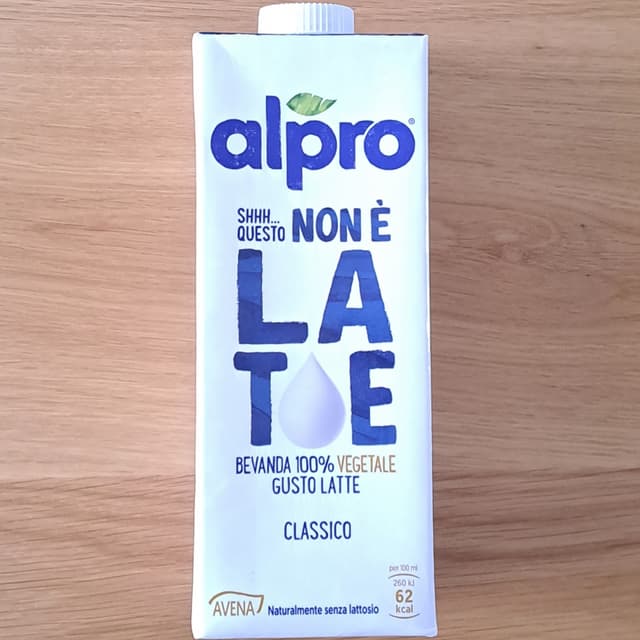 alpro®
SHHH...
QUESTO NON È
LA
T E
BEVANDA 100% VEGETALE
GUSTO LATTE
CLASSICO
per 100 ml
260 kJ
62
kcal
AVENA
Naturalmente senza lattosio